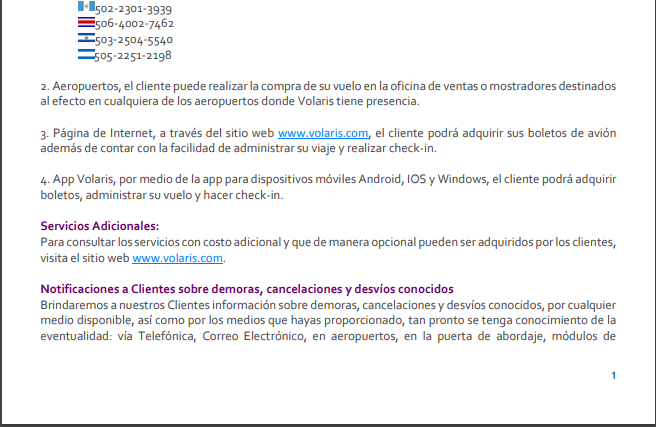 502-2301-3939
506-4002-7462
503-2504-5540
505-2251-2198
2. Aeropuertos, el cliente puede realizar la compra de su vuelo en la oficina de ventas o mostradores destinados
al efecto en cualquiera de los aeropuertos donde Volaris tiene presencia.
3. Página de Internet, a través del sitio web www.volaris.com, el cliente podrá adquirir sus boletos de avión
además de contar con la facilidad de administrar su viaje y realizar check-in.
4. App Volaris, por medio de la app para dispositivos móviles Android, IOS y Windows, el cliente podrá adquirir
boletos, administrar su vuelo y hacer check-in.
Servicios Adicionales:
Para consultar los servicios con costo adicional y que de manera opcional pueden ser adquiridos por los clientes,
visita el sitio web www.volaris.com.
Notificaciones a Clientes sobre demoras, cancelaciones y desvíos conocidos
Brindaremos a nuestros Clientes información sobre demoras, cancelaciones y desvíos conocidos, por cualquier
medio disponible, así como por los medios que hayas proporcionado, tan pronto se tenga conocimiento de la
eventualidad: vía Telefónica, Correo Electrónico, en aeropuertos, en la puerta de abordaje, módulos de
1